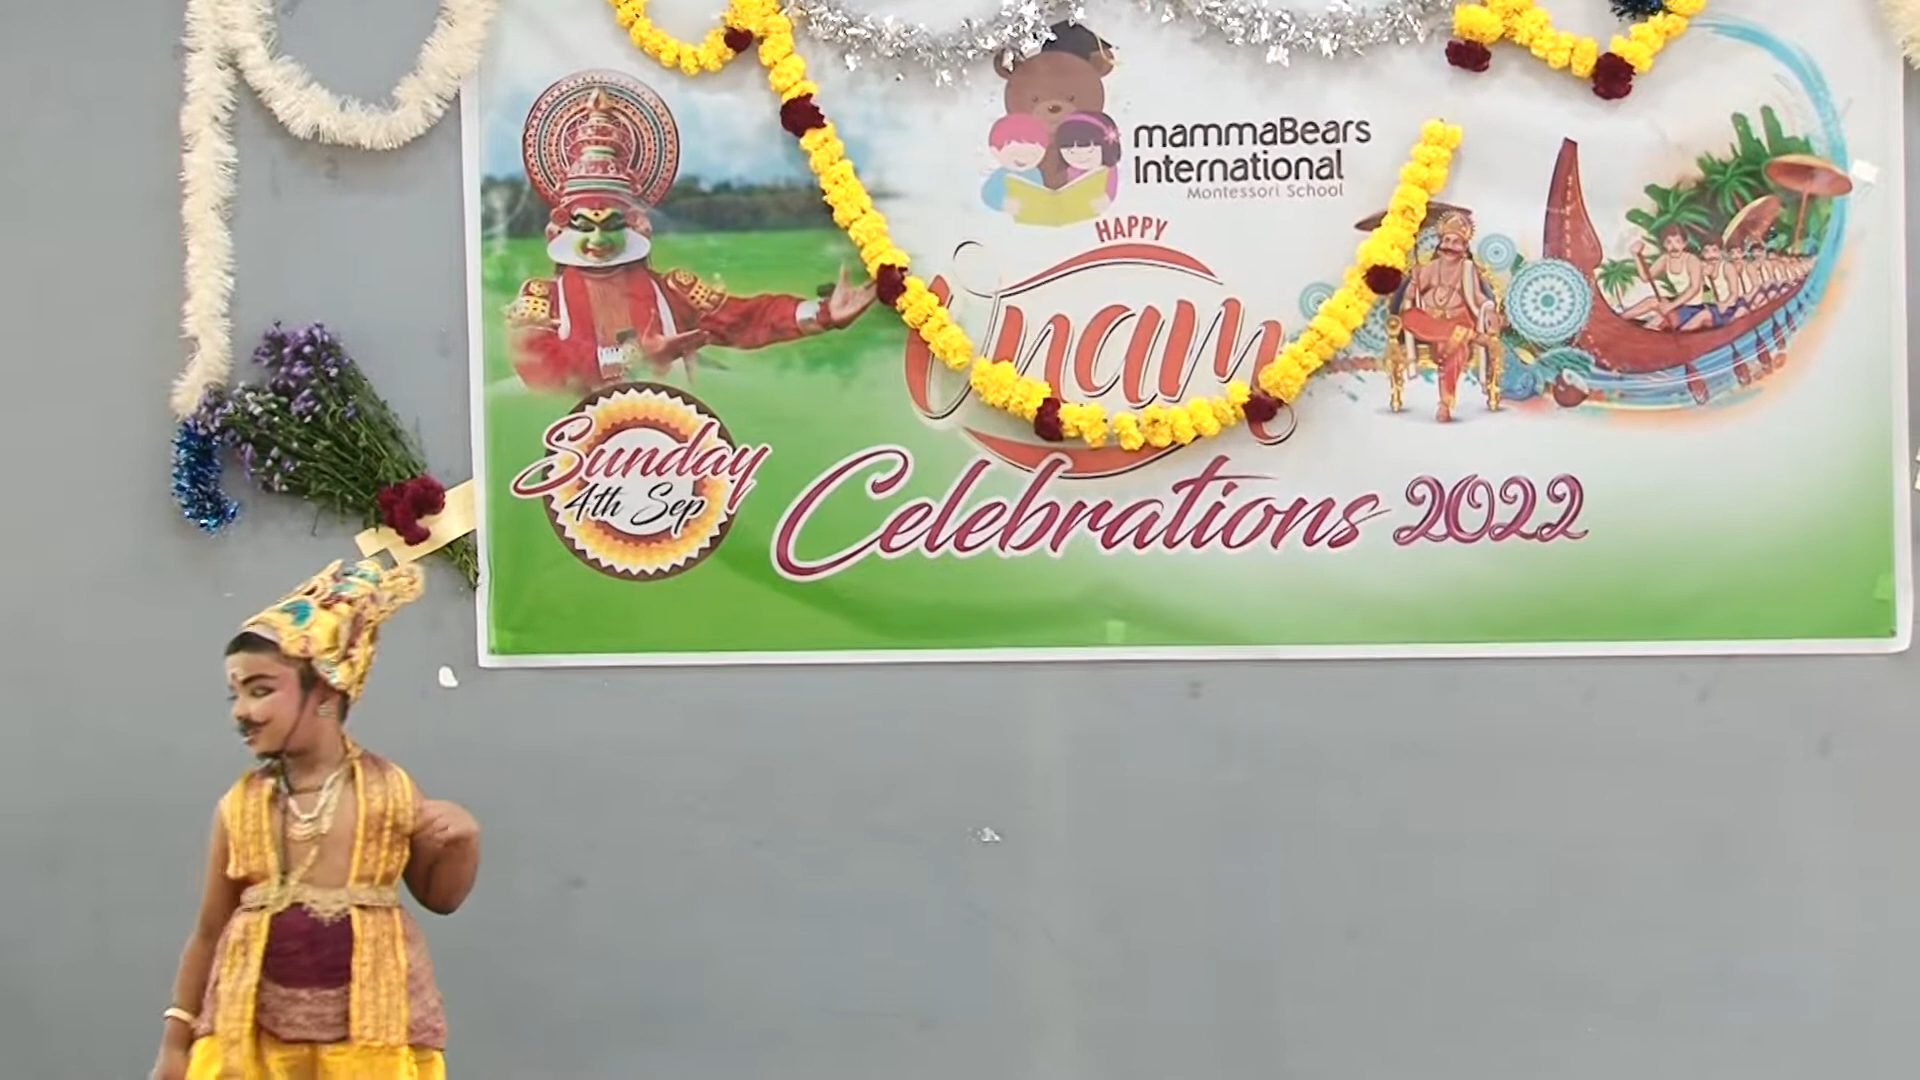 mammaBears
International
Montessori School
HAPPY
Onam
Sunday
4th Sep
Celebrations 2022